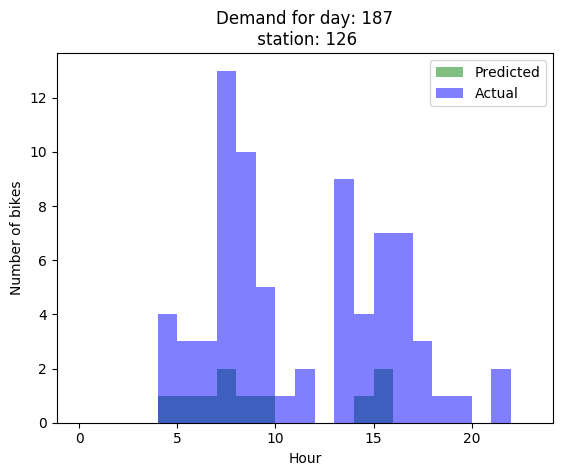 Demand for day: 187
station: 126
Predicted
Actual
Number of bikes
12
10
8
6
4
2
0
0
5
10
15
20
Hour